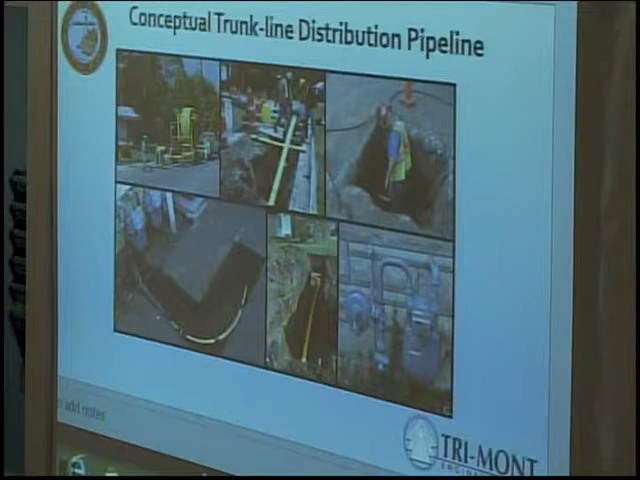 Conceptual Trunk-line Distribution Pipeline
add notes
TRI-MONT